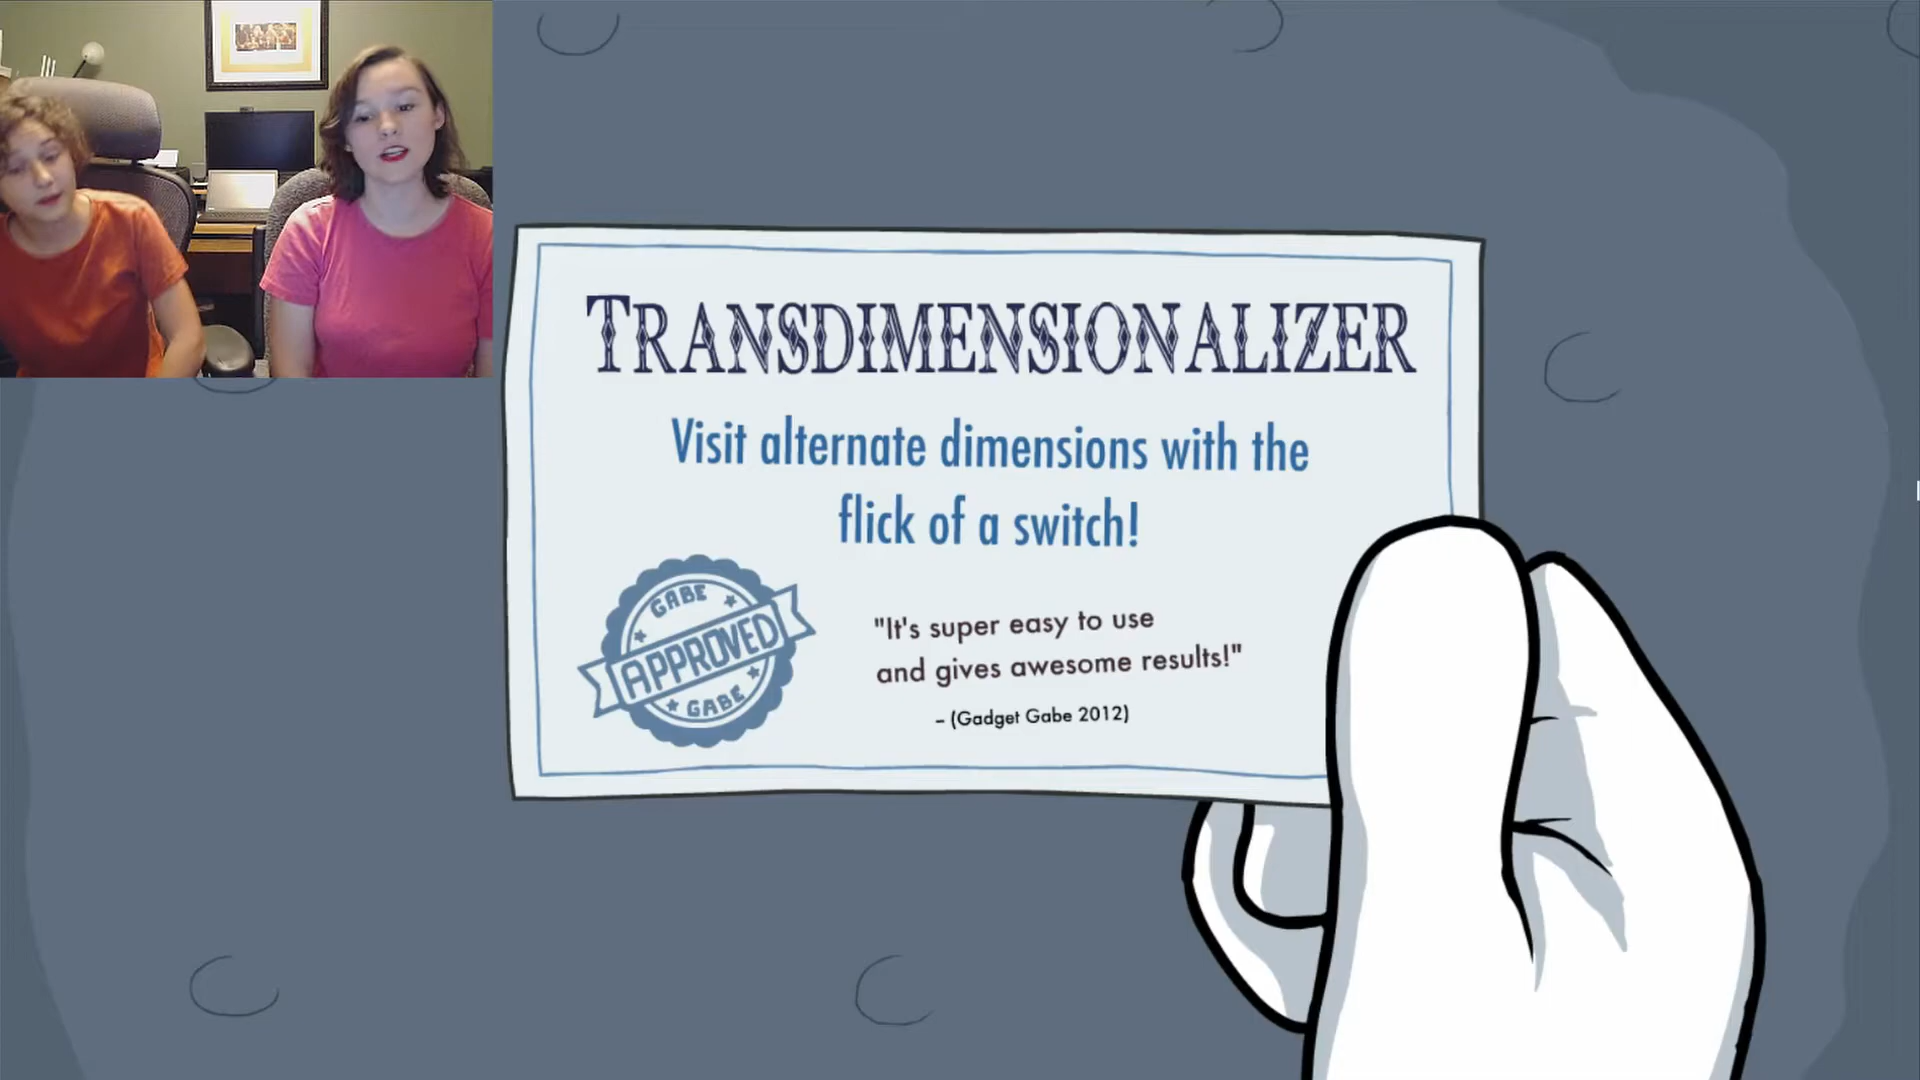 TRANSDIMENSIONALIZER
Visit alternate dimensions with the
flick of a switch!
GABE
APPROVED
GABE
"It's super easy to use
and gives awesome results!"
– (Gadget Gabe 2012)